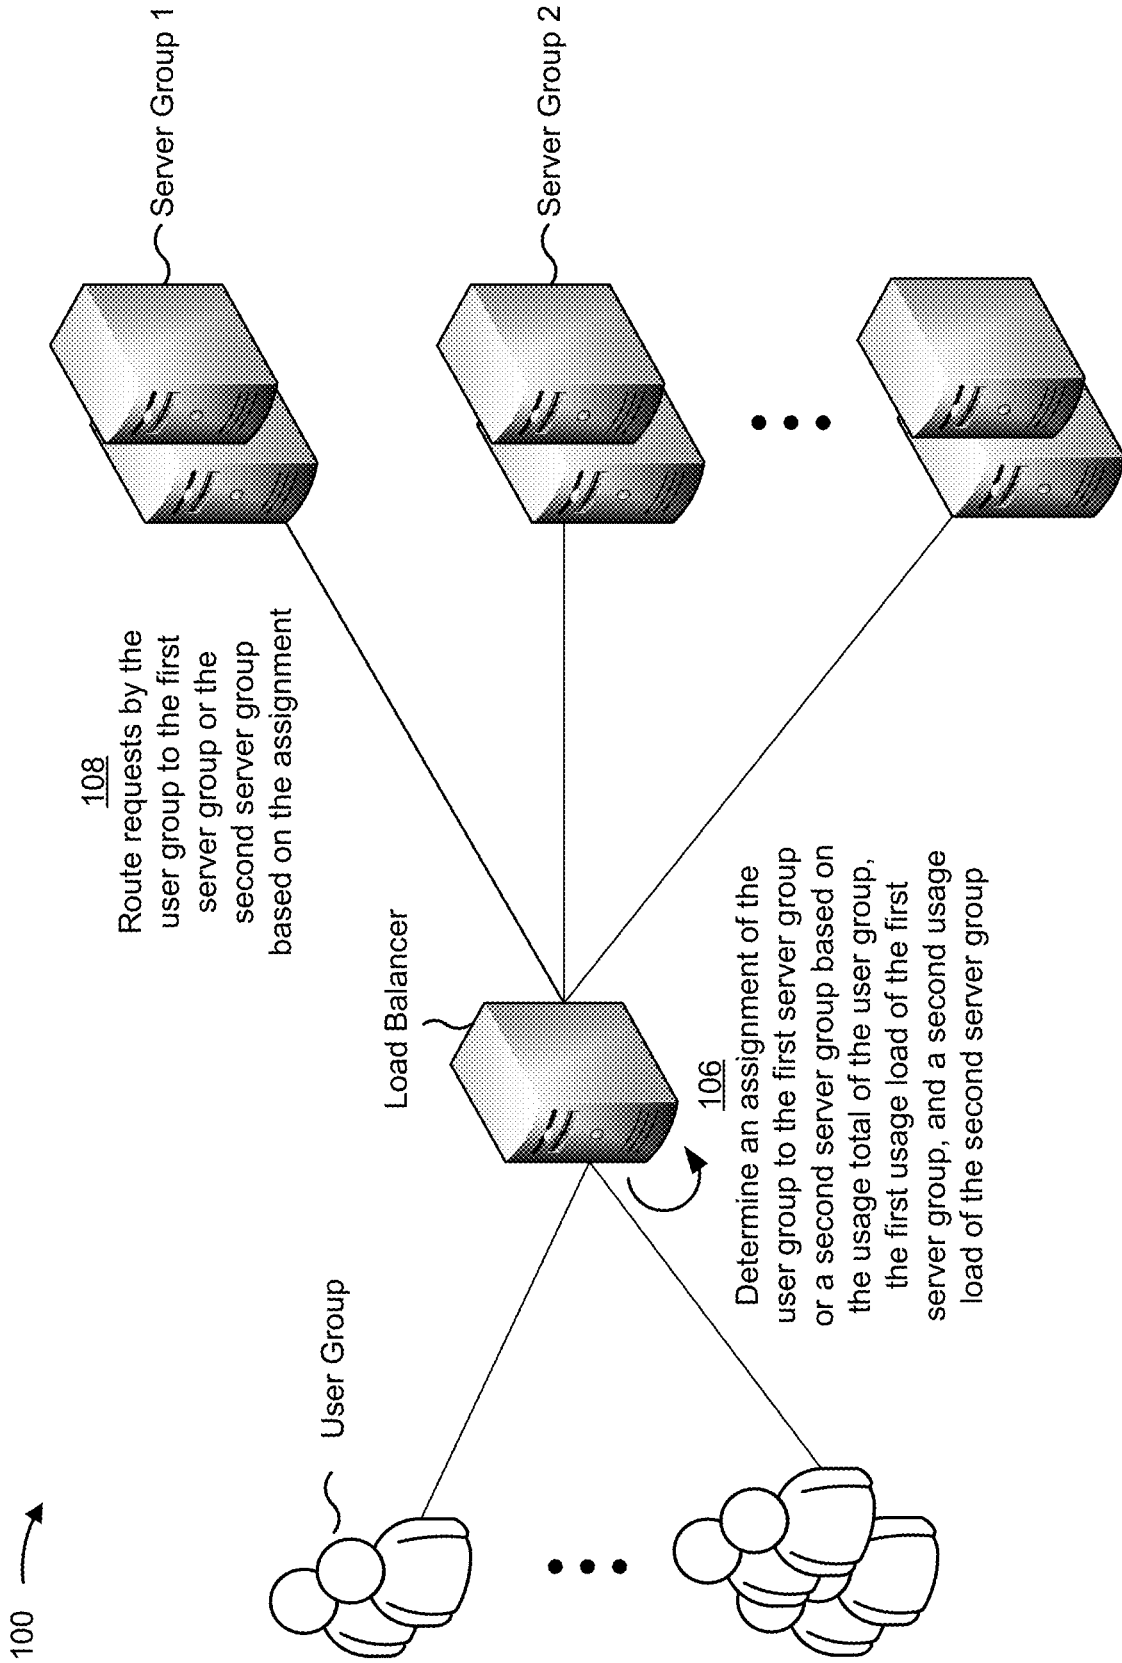 100
User Group
Load Balancer
108
Route requests by the
user group to the first
server group or the
second server group
based on the assignment
Server Group 1
Server Group 2
106
Determine an assignment of the
user group to the first server group
or a second server group based on
the usage total of the user group,
the first usage load of the first
server group, and a second usage
load of the second server group